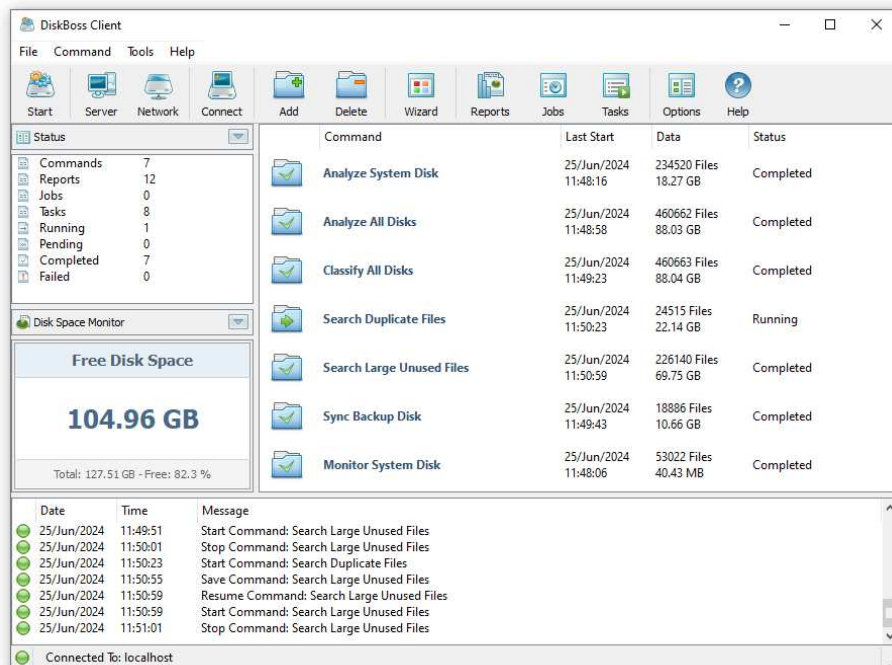 DiskBoss Client
File Command Tools Help
Start Server Network Connect Add Delete Wizard Reports Jobs Tasks Options Help
Status
Commands 7
Reports 12
Jobs 0
Tasks 8
Running 1
Pending 0
Completed 7
Failed 0
Disk Space Monitor
Free Disk Space
104.96 GB
Total: 127.51 GB - Free: 82.3 %
Command Last Start Data Status
Analyze System Disk 25/Jun/2024 11:48:16 234520 Files 18.27 GB Completed
Analyze All Disks 25/Jun/2024 11:48:58 460662 Files 88.03 GB Completed
Classify All Disks 25/Jun/2024 11:49:23 460663 Files 88.04 GB Completed
Search Duplicate Files 25/Jun/2024 11:50:23 24515 Files 22.14 GB Running
Search Large Unused Files 25/Jun/2024 11:50:59 226140 Files 69.75 GB Completed
Sync Backup Disk 25/Jun/2024 11:49:43 18886 Files 10.66 GB Completed
Monitor System Disk 25/Jun/2024 11:48:06 53022 Files 40.43 MB Completed
Date Time Message
25/Jun/2024 11:49:51 Start Command: Search Large Unused Files
25/Jun/2024 11:50:01 Stop Command: Search Large Unused Files
25/Jun/2024 11:50:23 Start Command: Search Duplicate Files
25/Jun/2024 11:50:55 Save Command: Search Large Unused Files
25/Jun/2024 11:50:59 Resume Command: Search Large Unused Files
25/Jun/2024 11:50:59 Start Command: Search Large Unused Files
25/Jun/2024 11:51:01 Stop Command: Search Large Unused Files
Connected To: localhost